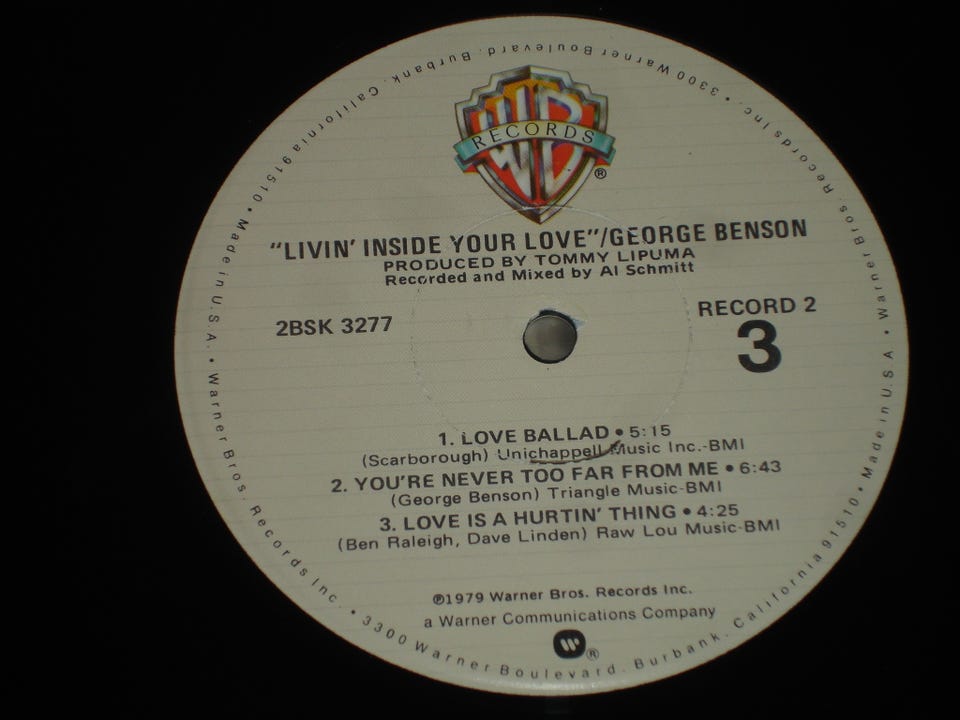 WB
RECORDS
®
"LIVIN' INSIDE YOUR LOVE"/GEORGE BENSON
PRODUCED BY TOMMY LIPUMA
Recorded and Mixed by Al Schmitt
2BSK 3277
RECORD 2
3
1. LOVE BALLAD • 5:15
(Scarborough) Unichappell Music Inc.-BMI
2. YOU'RE NEVER TOO FAR FROM ME • 6:43
(George Benson) Triangle Music-BMI
3. LOVE IS A HURTIN' THING • 4:25
(Ben Raleigh, Dave Linden) Raw Lou Music-BMI
℗1979 Warner Bros. Records Inc.
a Warner Communications Company
W ®
Warner Bros. Records Inc. • 3300 Warner Boulevard. Burbank. California 91510 • Made in U.S.A. • Warner Bros. Records Inc. • 3300 Warner Boulevard. Burbank. California 91510 • Made in U.S.A. •